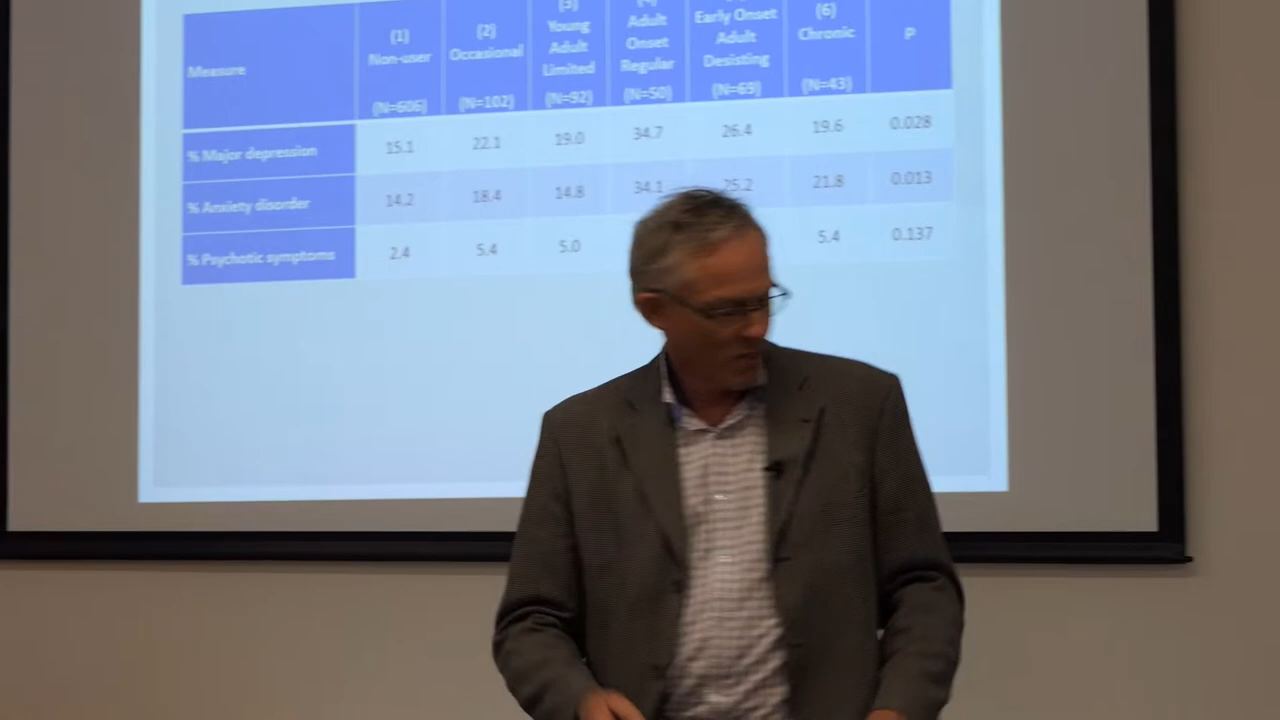 Measure
(1)
Non-user
(N=606)
(2)
Occasional
(N=102)
(3)
Young
Adult
Limited
(N=92)
Adult
Onset
Regular
(N=50)
Early Onset
Adult
Desisting
(N=69)
(6)
Chronic
(N=43)
P
% Major depression 15.1 22.1 19.0 34.7 26.4 19.6 0.028
% Anxiety disorder 14.2 18.4 14.8 34.1 25.2 21.8 0.013
% Psychotic symptoms 2.4 5.4 5.0 5.4 0.137